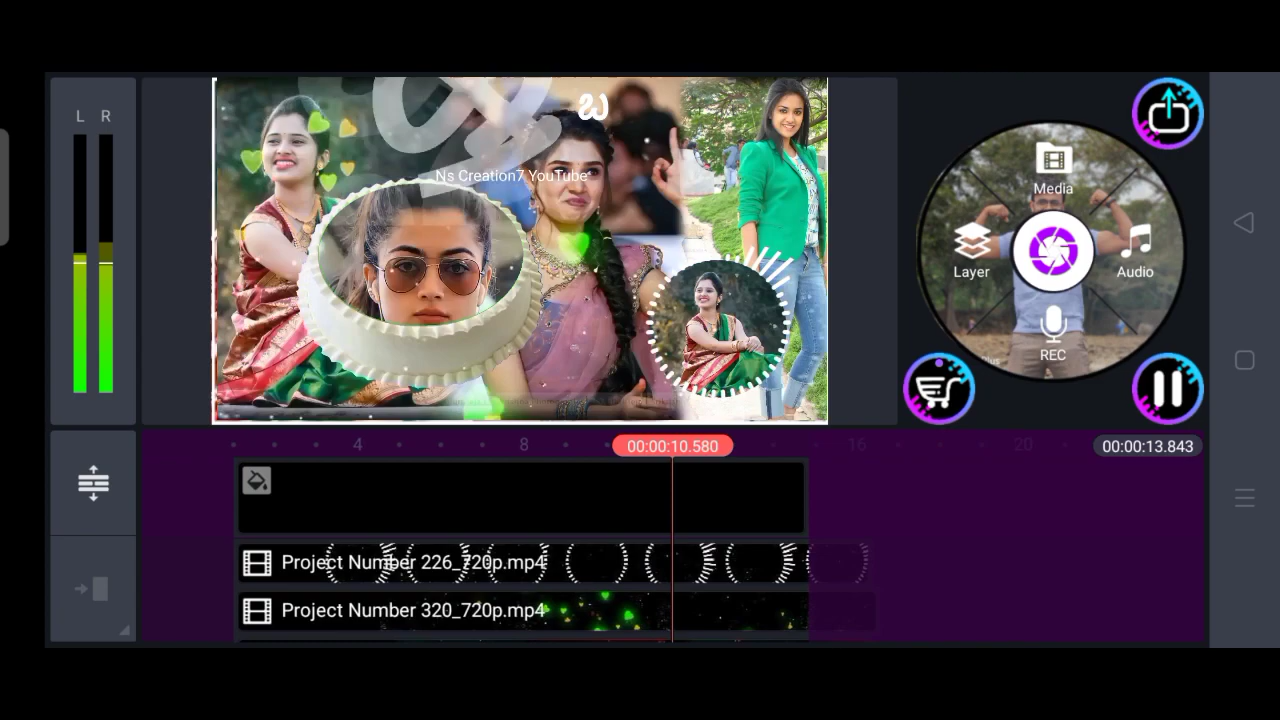 L R
ಖ
Ns Creation7 YouTube
Media
Layer
Audio
REC
4
8
00:00:10.580
16
20
00:00:13.843
Project Number 226_720p.mp4
Project Number 320_720p.mp4